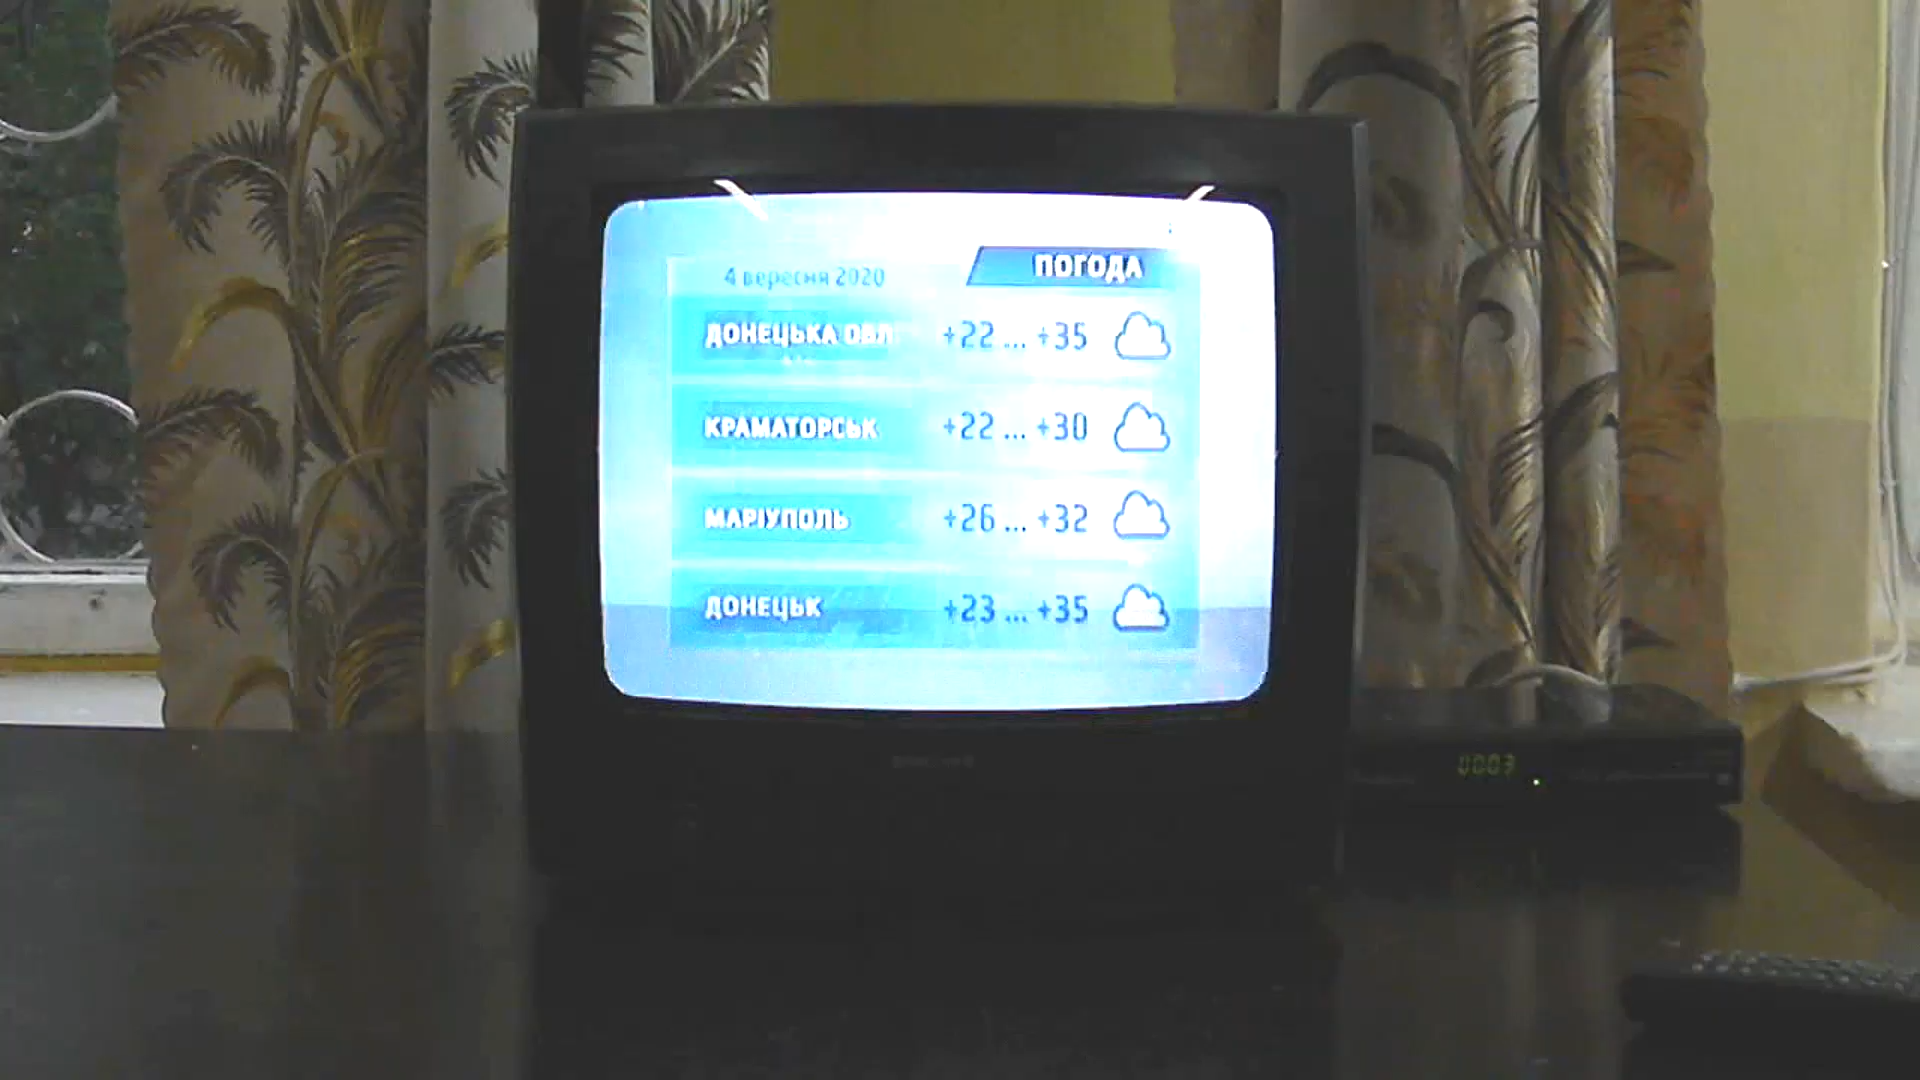 4 вересня 2020
ПОГОДА
ДОНЕЦЬКА ОБЛ. +22 ... +35
КРАМАТОРСЬК +22 ... +30
МАРІУПОЛЬ +26 ... +32
ДОНЕЦЬК +23 ... +35
0003